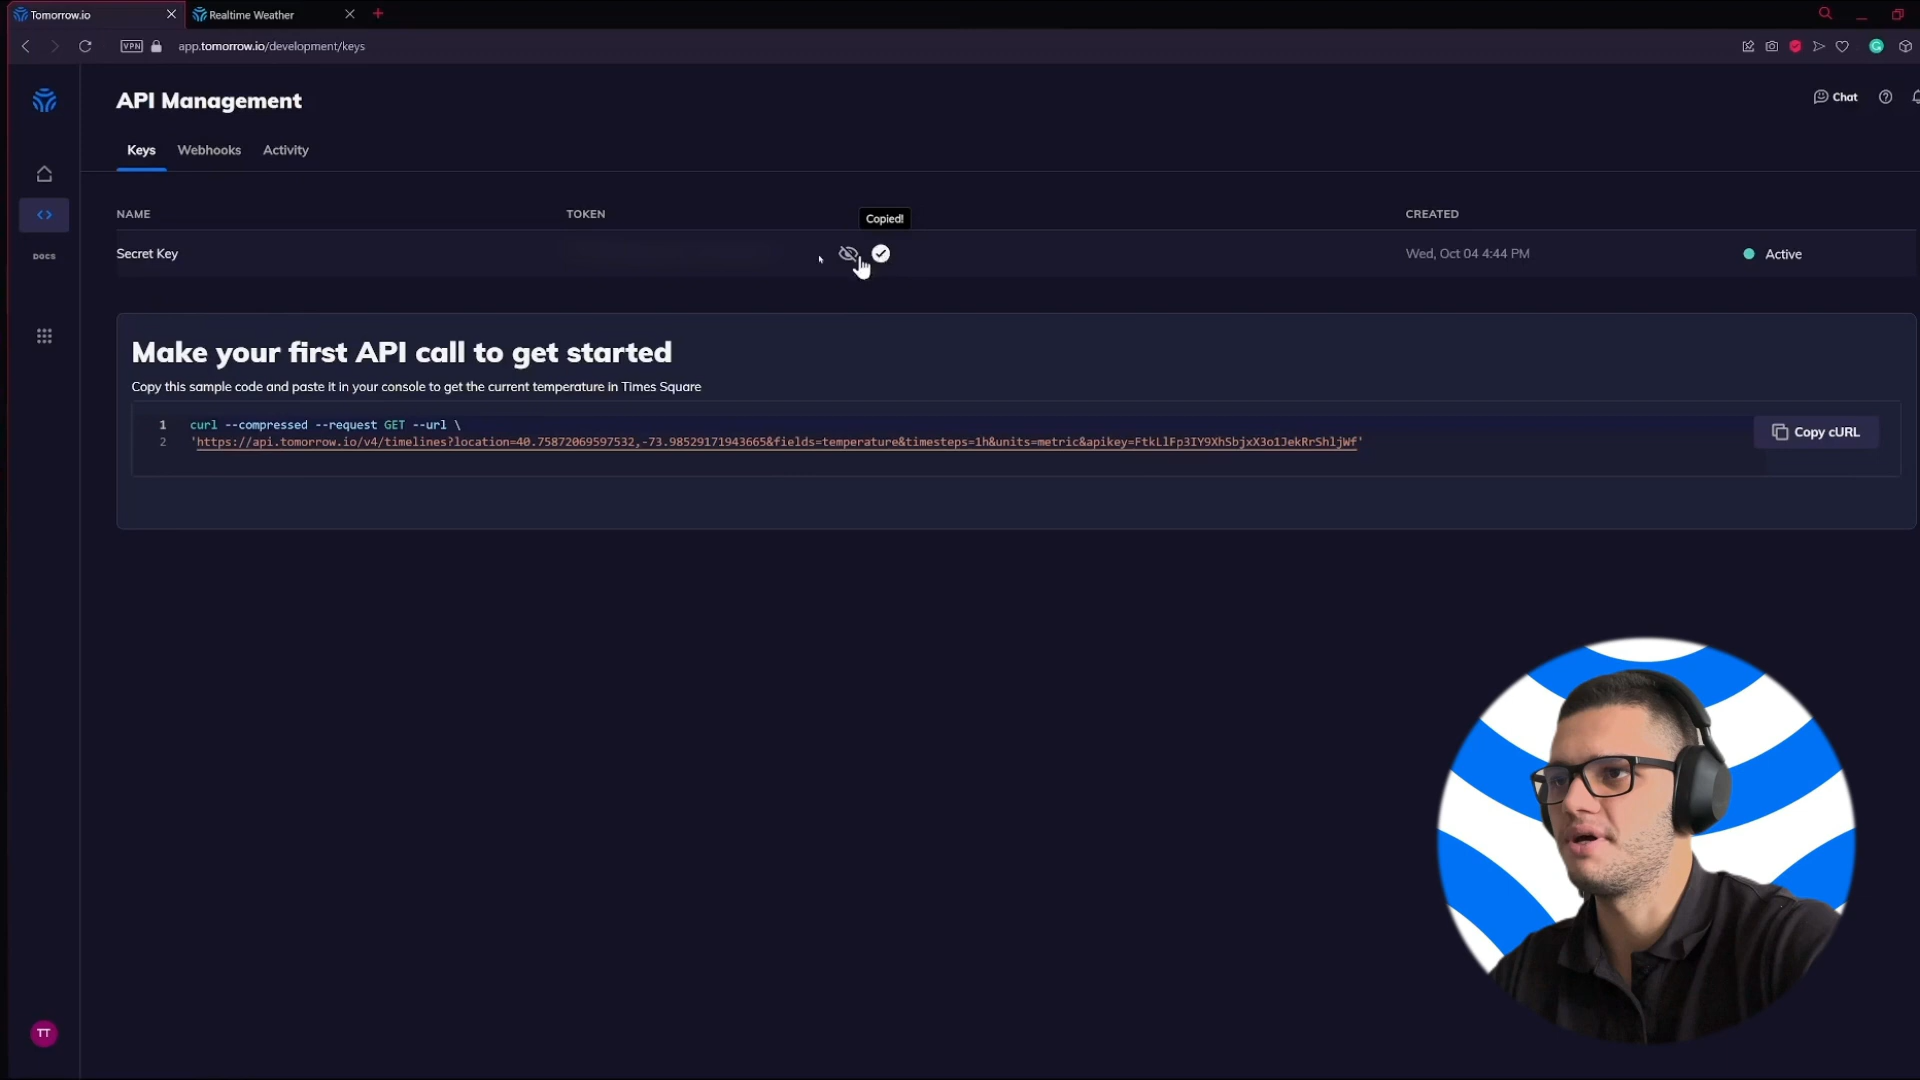 Tomorrow.io
Realtime Weather
VPN
app.tomorrow.io/development/keys
API Management
Chat
Keys
Webhooks
Activity
NAME
TOKEN
Copied!
CREATED
Secret Key
Wed, Oct 04 4:44 PM
Active
DOCS
Make your first API call to get started
Copy this sample code and paste it in your console to get the current temperature in Times Square
1 curl --compressed --request GET --url \
2 'https://api.tomorrow.io/v4/timelines?location=40.75872069597532,-73.98529171943665&fields=temperature&timesteps=1h&units=metric&apikey=FtkLlFp3IY9XhSbjxX3o1JekRrShljWf'
Copy cURL
TT